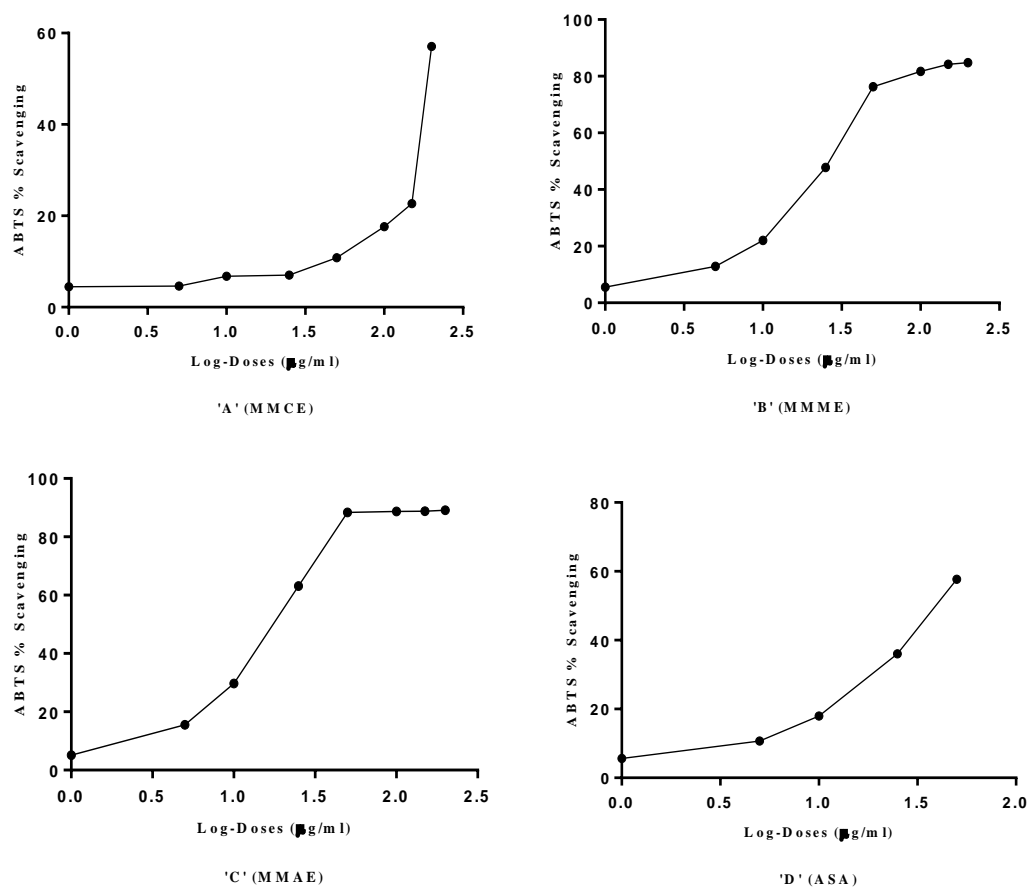 60
40
20
0
0.0 0.5 1.0 1.5 2.0 2.5
ABTS % Scavenging
Log-Doses (μg/ml)
'A' (MMCE)
100
80
60
40
20
0
0.0 0.5 1.0 1.5 2.0 2.5
ABTS % Scavenging
Log-Doses (μg/ml)
'B' (MMME)
100
80
60
40
20
0
0.0 0.5 1.0 1.5 2.0 2.5
ABTS % Scavenging
Log-Doses (μg/ml)
'C' (MMAE)
80
60
40
20
0
0.0 0.5 1.0 1.5 2.0
ABTS % Scavenging
Log-Doses (μg/ml)
'D' (ASA)